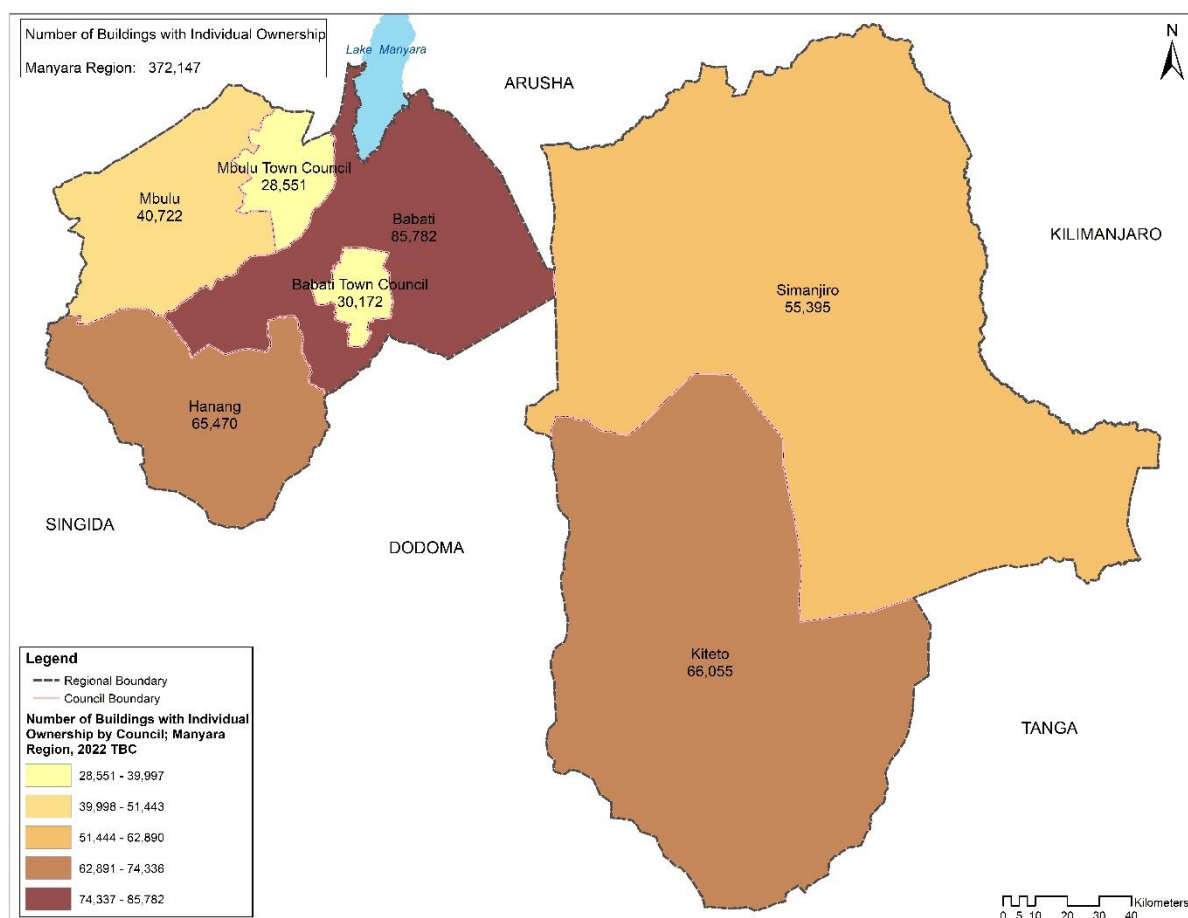 Number of Buildings with Individual Ownership
Manyara Region: 372,147
Lake Manyara
N
ARUSHA
Mbulu Town Council
28,551
Mbulu
40,722
Babati
85,782
KILIMANJARO
Babati Town Council
30,172
Simanjiro
55,395
Hanang
65,470
SINGIDA
DODOMA
Kiteto
66,055
TANGA
Legend
Regional Boundary
Council Boundary
Number of Buildings with Individual
Ownership by Council; Manyara
Region, 2022 TBC
28,551 - 39,997
39,998 - 51,443
51,444 - 62,890
62,891 - 74,336
74,337 - 85,782
Kilometers
0 5 10 20 30 40